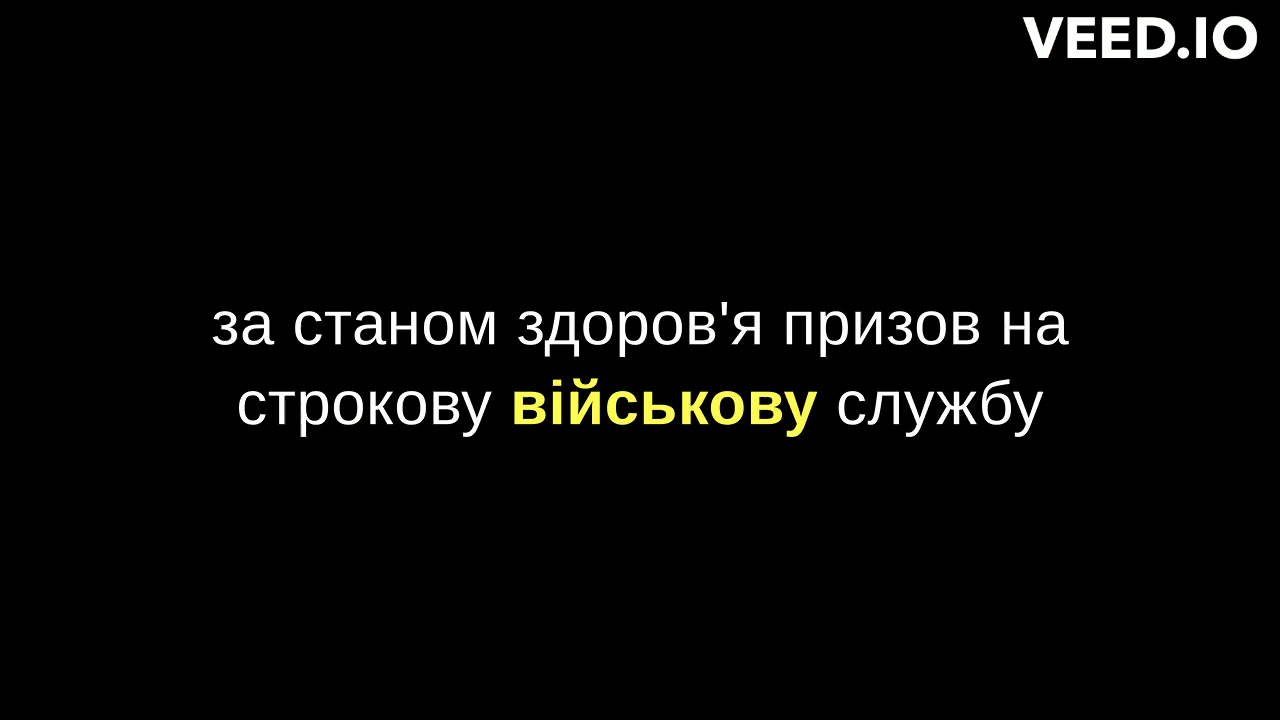 VEED.IO
за станом здоров'я призов на
строкову військову службу